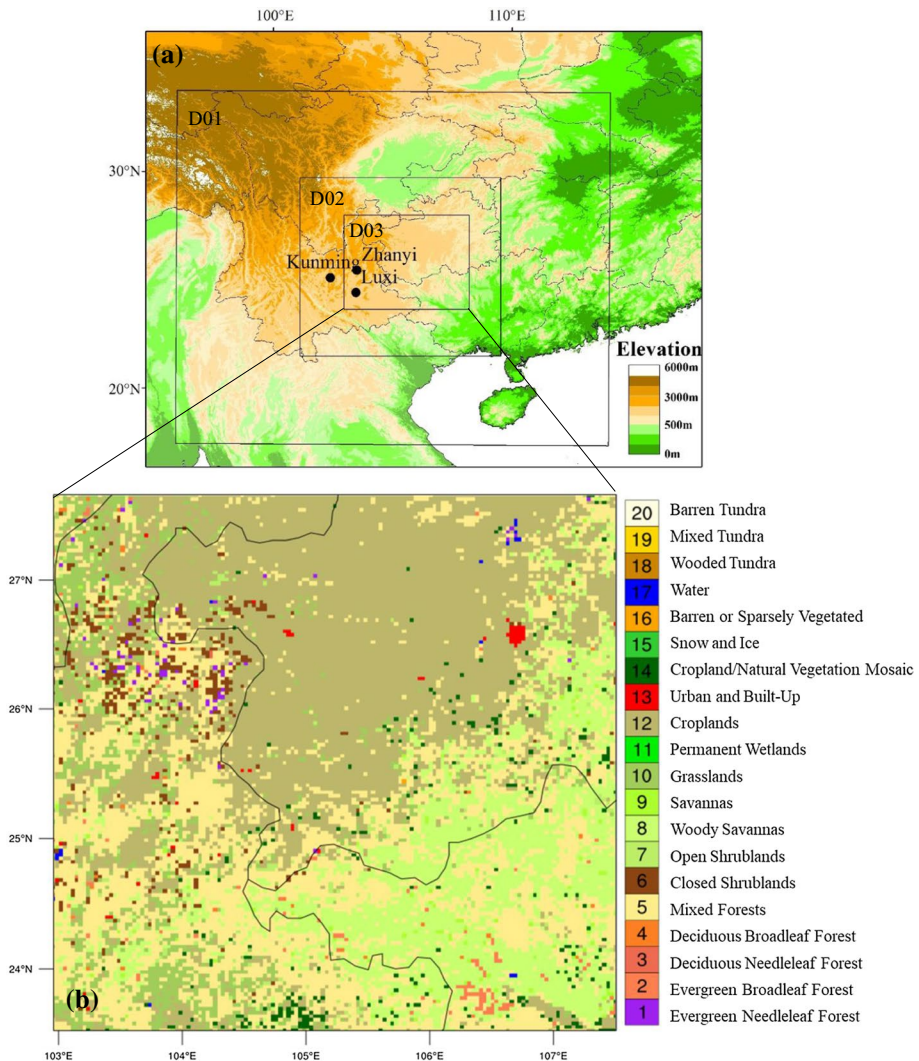 100°E 110°E
(a)
D01
30°N
D02
D03
Kunming Zhanyi
Luxi
Elevation
6000m
3000m
500m
0m
20°N
20 Barren Tundra
19 Mixed Tundra
18 Wooded Tundra
17 Water
16 Barren or Sparsely Vegetated
15 Snow and Ice
14 Cropland/Natural Vegetation Mosaic
13 Urban and Built-Up
12 Croplands
11 Permanent Wetlands
10 Grasslands
9 Savannas
8 Woody Savannas
7 Open Shrublands
6 Closed Shrublands
5 Mixed Forests
4 Deciduous Broadleaf Forest
3 Deciduous Needleleaf Forest
2 Evergreen Broadleaf Forest
1 Evergreen Needleleaf Forest
27°N
26°N
25°N
24°N
(b)
103°E 104°E 105°E 106°E 107°E